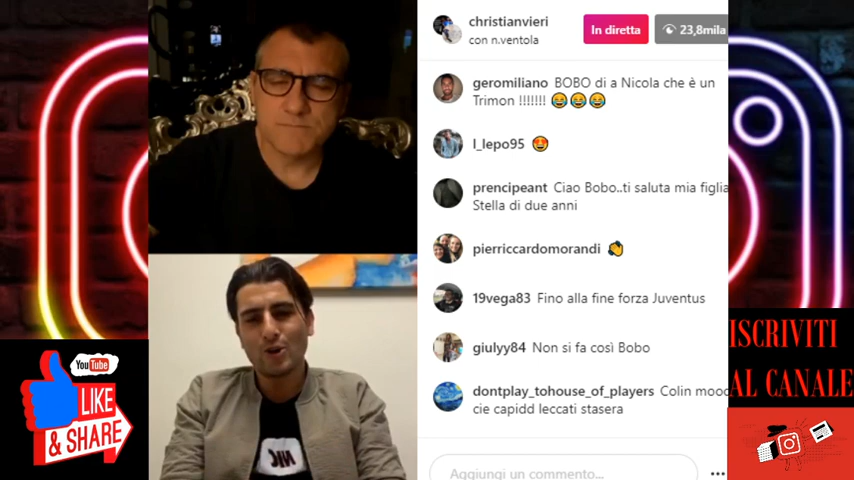 christianvieri
con n.ventola
In diretta
23,8mila
geromiliano BOBO di a Nicola che è un
Trimon !!!!!!! 😂😂😂
l_lepo95 😍
prencipeant Ciao Bobo..ti saluta mia figlia
Stella di due anni
pierriccardomorandi 👏
19vega83 Fino alla fine forza Juventus
giulyy84 Non si fa così Bobo
dontplay_tohouse_of_players Colin mooc
cie capidd leccati stasera
Aggiungi un commento...
YouTube
LIKE
& SHARE
ISCRIVITI
AL CANALE